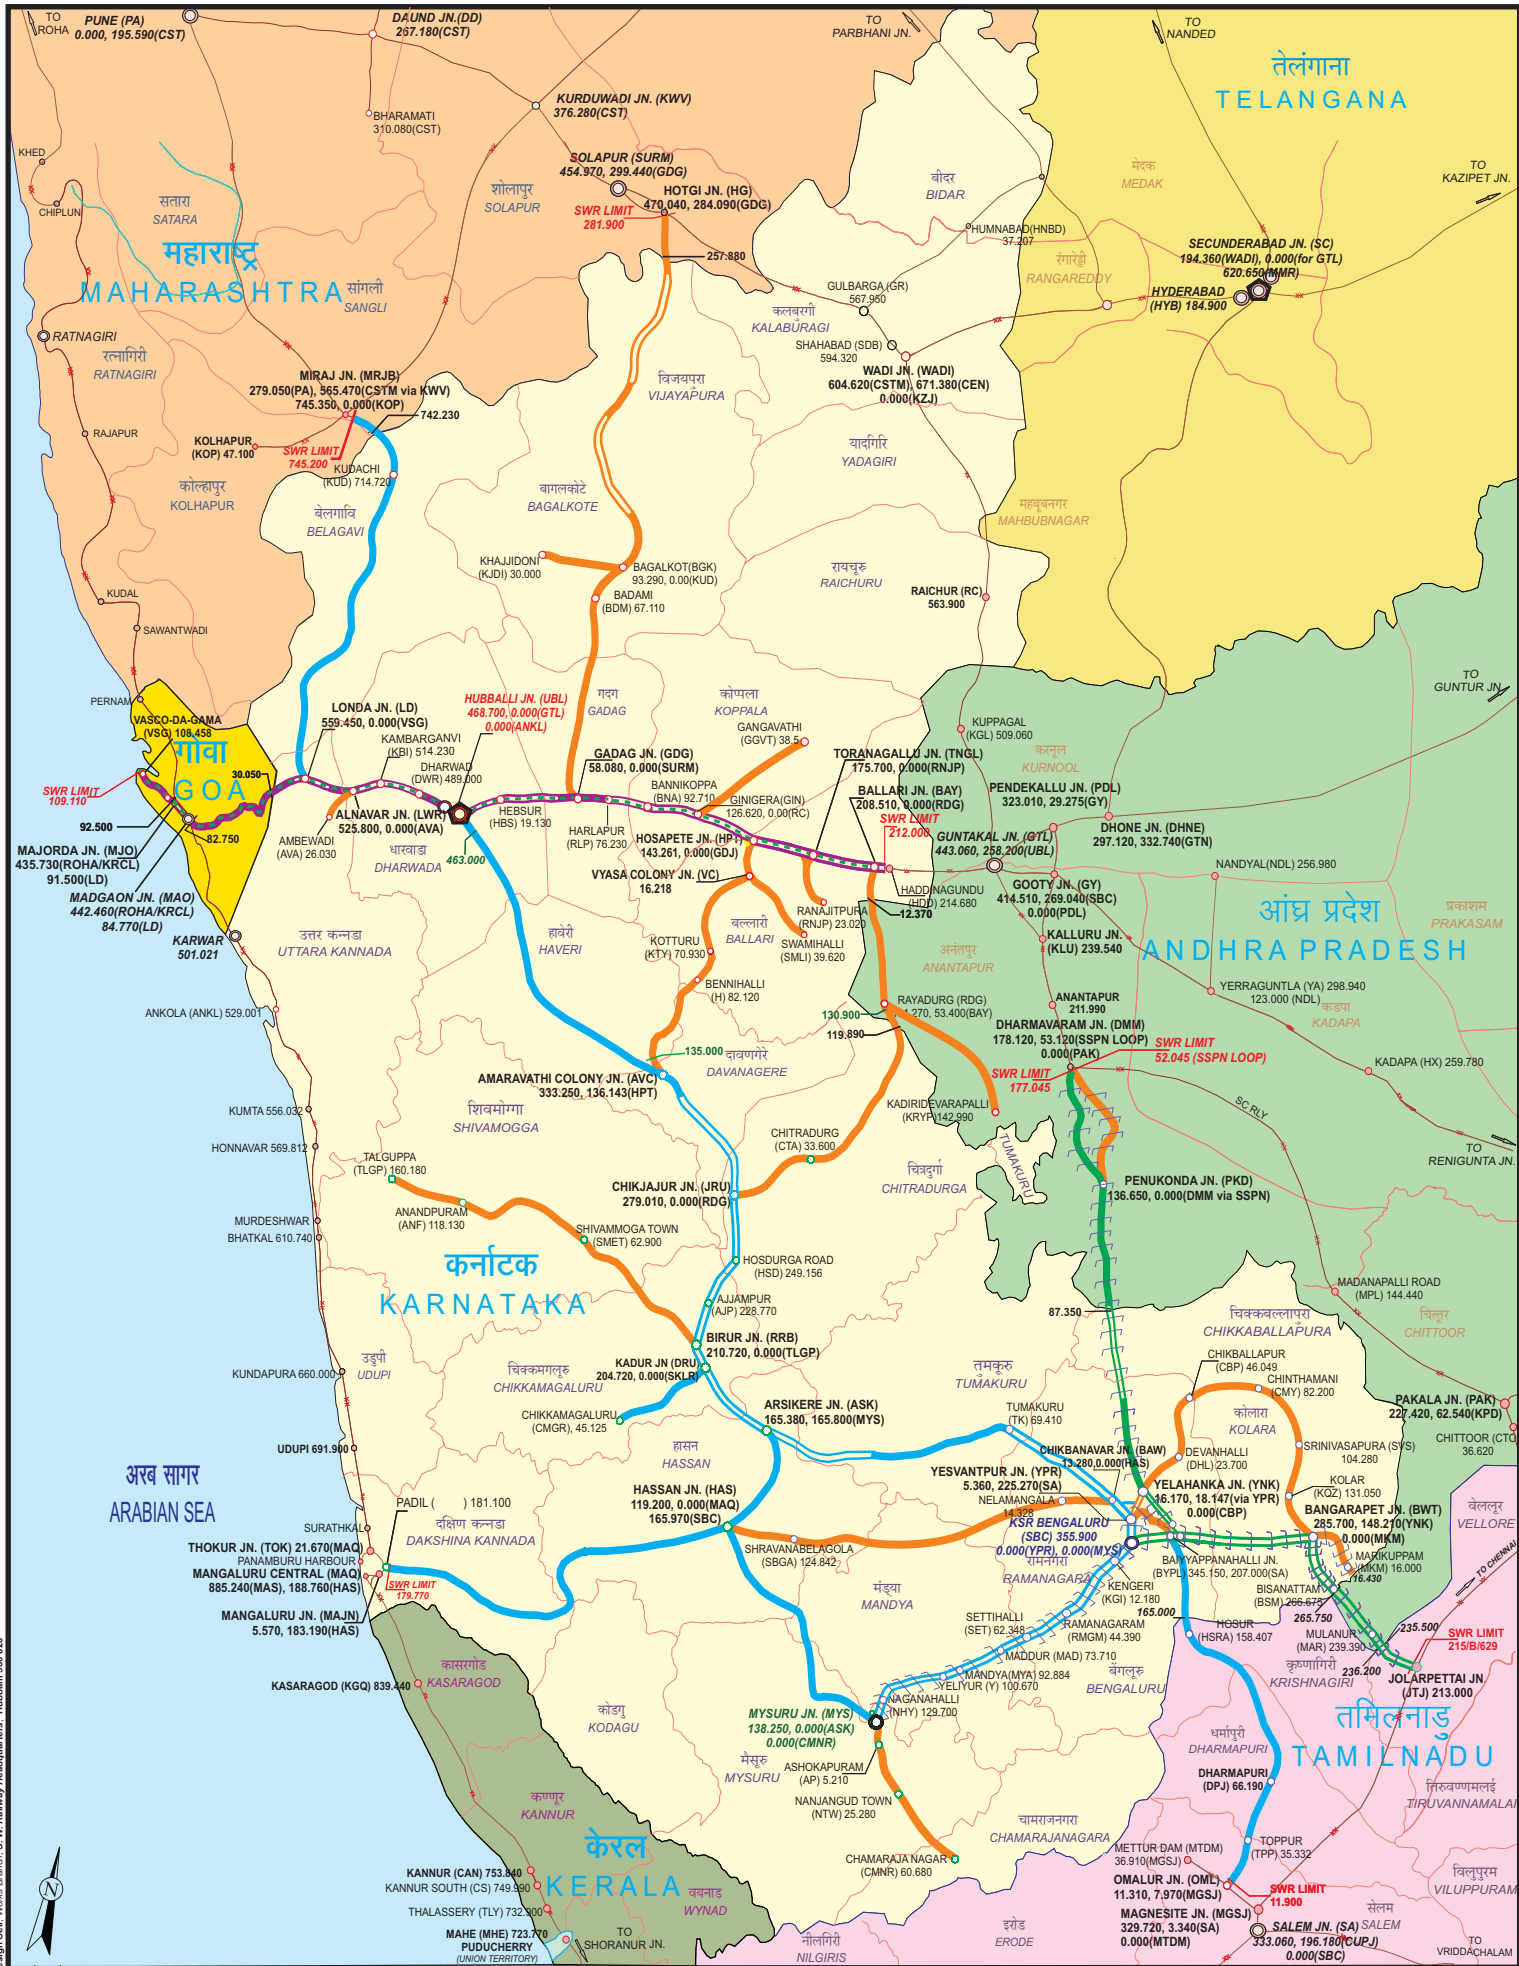 TO
ROHA
PUNE (PA)
0.000, 195.590(CST)
DAUND JN.(DD)
267.180(CST)
TO
PARBHANI JN.
TO
NANDED
तेलंगाना
TELANGANA
KURDUWADI JN. (KWV)
376.280(CST)
BHARAMATI
310.080(CST)
KHED
CHIPLUN
सतारा
SATARA
शोलापुर
SOLAPUR
SOLAPUR (SURM)
454.970, 299.440(GDG)
HOTGI JN. (HG)
470.040, 284.090(GDG)
SWR LIMIT
281.900
257.880
बीदर
BIDAR
मेदक
MEDAK
TO
KAZIPET JN.
HUMNABAD(HNBD)
37.207
रंगारेड्डी
RANGAREDDY
SECUNDERABAD JN. (SC)
194.360(WADI), 0.000(for GTL)
620.650(MMR)
HYDERABAD
(HYB) 184.900
महाराष्ट्र
MAHARASHTRA
सांगली
SANGLI
GULBARGA (GR)
567.950
कलबुरगी
KALABURAGI
SHAHABAD (SDB)
594.320
WADI JN. (WADI)
604.620(CSTM), 671.380(CEN)
0.000(KZJ)
RATNAGIRI
रत्नागिरी
RATNAGIRI
MIRAJ JN. (MRJB)
279.050(PA), 565.470(CSTM via KWV)
745.350, 0.000(KOP)
742.230
विजयपुरा
VIJAYAPURA
RAJAPUR
KOLHAPUR
(KOP) 47.100
SWR LIMIT
745.200
KUDACHI
(KUD) 714.720
यादगिरि
YADAGIRI
कोल्हापुर
KOLHAPUR
बेलगावि
BELAGAVI
बागलकोटे
BAGALKOTE
महबूबनगर
MAHBUBNAGAR
KHAJJIDONI
(KJDI) 30.000
BAGALKOT(BGK)
93.290, 0.00(KUD)
BADAMI
(BDM) 67.110
रायचूरु
RAICHURU
RAICHUR (RC)
563.900
KUDAL
SAWANTWADI
PERNAM
VASCO-DA-GAMA
(VSG) 108.458
गोवा
GOA
30.050
SWR LIMIT
109.110
92.500
82.750
MAJORDA JN. (MJO)
435.730(ROHA/KRCL)
91.500(LD)
MADGAON JN. (MAO)
442.460(ROHA/KRCL)
84.770(LD)
KARWAR
501.021
LONDA JN. (LD)
559.450, 0.000(VSG)
KAMBARGANVI
(KBI) 514.230
DHARWAD
(DWR) 489.000
HUBBALLI JN. (UBL)
468.700, 0.000(GTL)
0.000(ANKL)
गदग
GADAG
कोप्पला
KOPPALA
GANGAVATHI
(GGVT) 38.5
GADAG JN. (GDG)
58.080, 0.000(SURM)
BANNIKOPPA
(BNA) 92.710
TORANAGALLU JN. (TNGL)
175.700, 0.000(RNJP)
BALLARI JN. (BAY)
208.510, 0.000(RDG)
SWR LIMIT
212.000
GINIGERA(GIN)
126.620, 0.00(RC)
HEBSUR
(HBS) 19.130
HARLAPUR
(RLP) 76.230
HOSAPETE JN. (HPT)
143.261, 0.000(GDJ)
VYASA COLONY JN. (VC)
16.218
ALNAVAR JN. (LWR)
525.800, 0.000(AVA)
AMBEWADI
(AVA) 26.030
धारवाडा
DHARWADA
463.000
KUPPAGAL
(KGL) 509.060
करनूल
KURNOOL
TO
GUNTUR JN.
PENDEKALLU JN. (PDL)
323.010, 29.275(GY)
GUNTAKAL JN. (GTL)
443.060, 258.200(UBL)
DHONE JN. (DHNE)
297.120, 332.740(GTN)
NANDYAL(NDL) 256.980
HADDINAGUNDU
(HDD) 214.680
12.370
GOOTY JN. (GY)
414.510, 269.040(SBC)
0.000(PDL)
आंध्र प्रदेश
ANDHRA PRADESH
प्रकाशम
PRAKASAM
KALLURU JN.
(KLU) 239.540
अनंतपुर
ANANTAPUR
RANAJITPURA
(RNJP) 23.020
SWAMIHALLI
(SMLI) 39.620
बल्लारी
BALLARI
KOTTURU
(KTY) 70.930
BENNIHALLI
(H) 82.120
हावेरी
HAVERI
उत्तर कन्नडा
UTTARA KANNADA
ANKOLA (ANKL) 529.001
YERRAGUNTLA (YA) 298.940
123.000 (NDL)
कडपा
KADAPA
RAYADURG (RDG)
.270, 53.400(BAY)
130.900
119.890
ANANTAPUR
211.990
DHARMAVARAM JN. (DMM)
178.120, 53.120(SSPN LOOP)
0.000(PAK)
SWR LIMIT
52.045 (SSPN LOOP)
SWR LIMIT
177.045
KADAPA (HX) 259.780
SC RLY
135.000
दावणगेरे
DAVANAGERE
AMARAVATHI COLONY JN. (AVC)
333.250, 136.143(HPT)
शिवमोग्गा
SHIVAMOGGA
KADIRIDEVARAPALLI
(KRYP)142.990
TUMAKURU
TO
RENIGUNTA JN.
KUMTA 556.032
HONNAVAR 569.812
TALGUPPA
(TLGP) 160.180
CHITRADURG
(CTA) 33.600
चित्रदुर्गा
CHITRADURGA
CHIKJAJUR JN. (JRU)
279.010, 0.000(RDG)
PENUKONDA JN. (PKD)
136.650, 0.000(DMM via SSPN)
ANANDPURAM
(ANF) 118.130
SHIVAMMOGA TOWN
(SMET) 62.900
MURDESHWAR
BHATKAL 610.740
कर्नाटक
KARNATAKA
HOSDURGA ROAD
(HSD) 249.156
AJJAMPUR
(AJP) 228.770
87.350
MADANAPALLI ROAD
(MPL) 144.440
चित्तूर
CHITTOOR
चिक्कबल्लापुरा
CHIKKABALLAPURA
BIRUR JN. (RRB)
210.720, 0.000(TLGP)
KADUR JN (DRU)
204.720, 0.000(SKLR)
उडुपी
UDUPI
KUNDAPURA 660.000
चिक्कमगलूरु
CHIKKAMAGALURU
CHIKKAMAGALURU
(CMGR), 45.125
तुमकूरु
TUMAKURU
CHIKBALLAPUR
(CBP) 46.049
CHINTHAMANI
(CMY) 82.200
कोलारा
KOLARA
PAKALA JN. (PAK)
227.420, 62.540(KPD)
CHITTOOR (CTO
36.620
ARSIKERE JN. (ASK)
165.380, 165.800(MYS)
TUMAKURU
(TK) 69.410
UDUPI 691.900
हासन
HASSAN
CHIKBANAVAR JN. (BAW)
13.280,0.000(HAS)
DEVANHALLI
(DHL) 23.700
SRINIVASAPURA (SVS)
104.280
YESVANTPUR JN. (YPR)
5.360, 225.270(SA)
YELAHANKA JN. (YNK)
16.170, 18.147(via YPR)
0.000(CBP)
KOLAR
(KQZ) 131.050
BANGARAPET JN. (BWT)
285.700, 148.210(YNK)
0.000(MKM)
वेल्लूर
VELLORE
अरब सागर
ARABIAN SEA
HASSAN JN. (HAS)
119.200, 0.000(MAQ)
165.970(SBC)
NELAMANGALA
14.328
PADIL ( ) 181.100
दक्षिण कन्नडा
DAKSHINA KANNADA
SURATHKAL
THOKUR JN. (TOK) 21.670(MAQ)
PANAMBURU HARBOUR
MANGALURU CENTRAL (MAQ)
885.240(MAS), 188.760(HAS)
SWR LIMIT
179.770
MANGALURU JN. (MAJN)
5.570, 183.190(HAS)
KSR BENGALURU
(SBC) 355.900
0.000(YPR), 0.000(MYS)
SHRAVANABELAGOLA
(SBGA) 124.842
रामनगरा
RAMANAGARA
BAIYYAPPANAHALLI JN.
(BYPL) 345.150, 207.000(SA)
MARIKUPPAM
(MKM) 16.000
16.430
TO CHENNAI
BISANATTAM
(BSM) 266.675
265.750
मंड्या
MANDYA
KENGERI
(KGI) 12.180
165.000
HOSUR
(HSRA) 158.407
SETTIHALLI
(SET) 62.348
RAMANAGARAM
(RMGM) 44.390
MADDUR (MAD) 73.710
MANDYA(MYA) 92.884
YELIYUR (Y) 100.670
NAGANAHALLI
(NHY) 129.700
बेंगलूरु
BENGALURU
MULANUR
(MAR) 239.390
235.500
236.200
SWR LIMIT
215/B/629
कृष्णागिरी
KRISHNAGIRI
JOLARPETTAI JN.
(JTJ) 213.000
तमिलनाडु
TAMILNADU
कासरगोड
KASARAGOD
KASARAGOD (KGQ) 839.440
कोडगु
KODAGU
MYSURU JN. (MYS)
138.250, 0.000(ASK)
0.000(CMNR)
मैसूरु
MYSURU
ASHOKAPURAM
(AP) 5.210
NANJANGUD TOWN
(NTW) 25.280
धर्मापुरी
DHARMAPURI
DHARMAPURI
(DPJ) 66.190
तिरुवण्णमलई
TIRUVANNAMALAI
कण्णूर
KANNUR
केरल
KERALA
चामराजनगरा
CHAMARAJANAGARA
CHAMARAJA NAGAR
(CMNR) 60.680
METTUR DAM (MTDM)
36.910(MGSJ)
TOPPUR
(TPP) 35.332
विलुपुरम
VILUPPURAM
KANNUR (CAN) 753.840
KANNUR SOUTH (CS) 749.990
वयनाड
WYNAD
THALASSERY (TLY) 732.900
OMALUR JN. (OML)
11.310, 7.970(MGSJ)
SWR LIMIT
11.900
MAGNESITE JN. (MGSJ)
329.720, 3.340(SA)
0.000(MTDM)
सेलम
SALEM
SALEM JN. (SA)
333.060, 196.180(CUPJ)
0.000(SBC)
MAHE (MHE) 723.770
PUDUCHERRY
(UNION TERRITORY)
TO
SHORANUR JN.
नीलगिरी
NILGIRIS
इरोड
ERODE
TO
VRIDDACHALAM
N